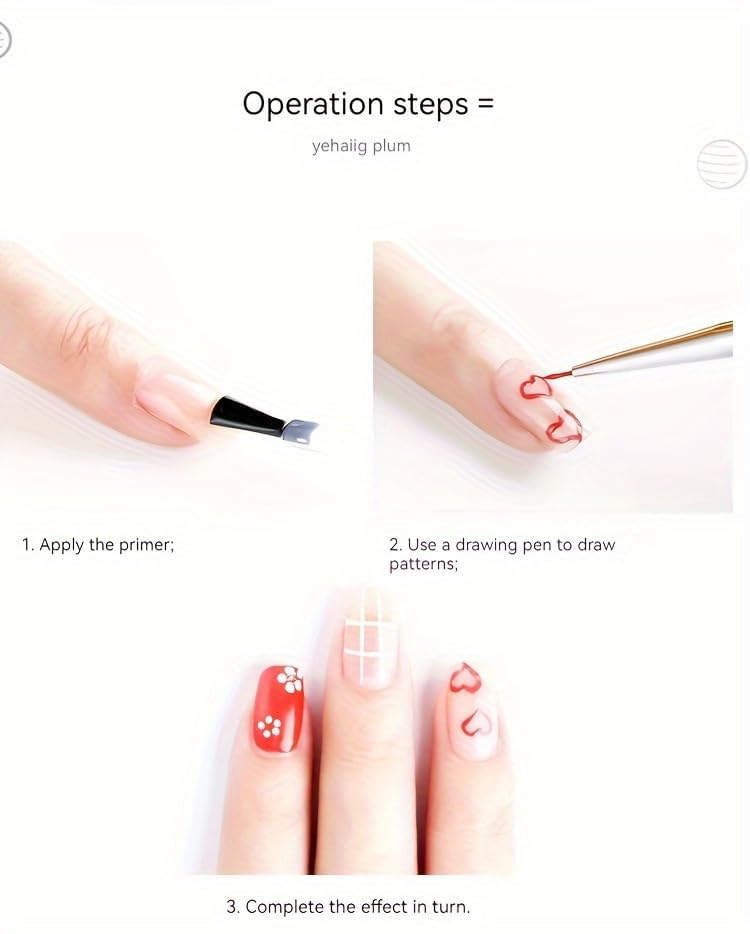 Operation steps =
yehaiig plum
1. Apply the primer;
2. Use a drawing pen to draw
patterns;
3. Complete the effect in turn.